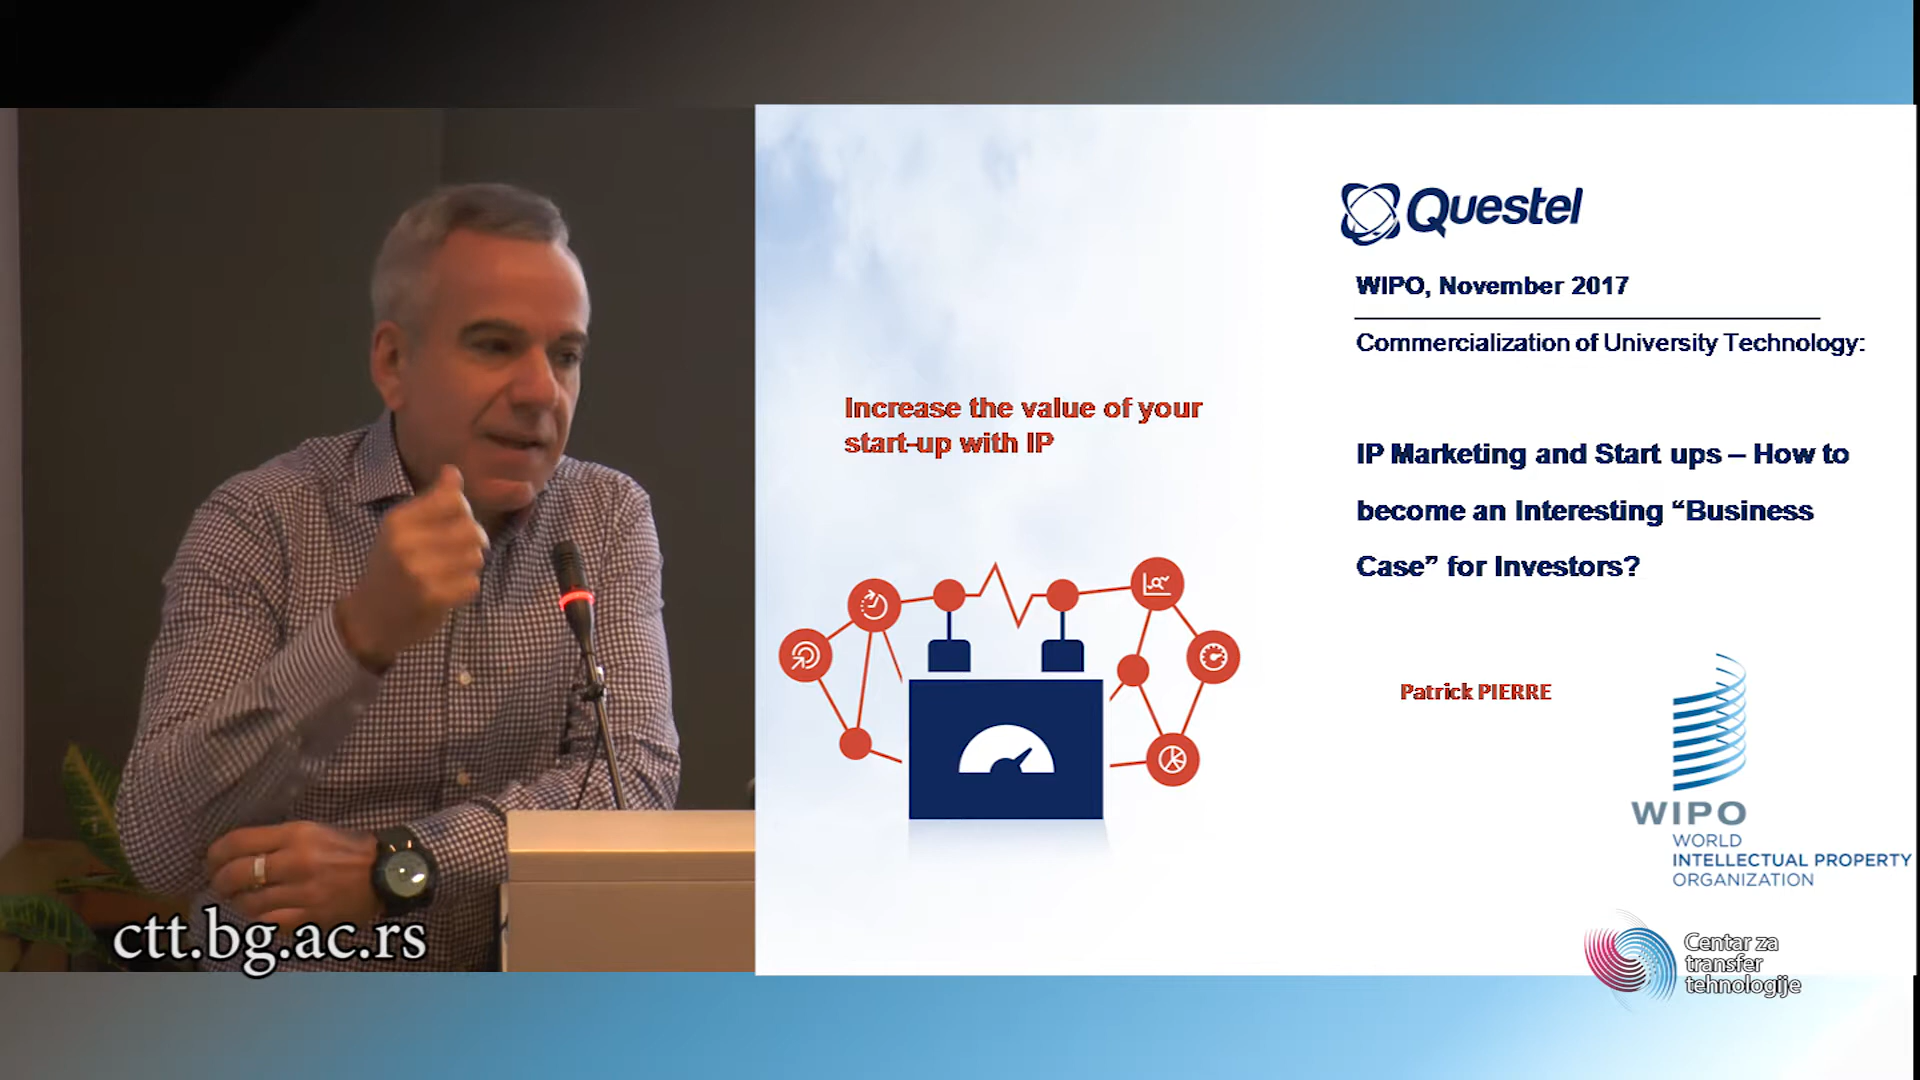 Questel
WIPO, November 2017
Commercialization of University Technology:
Increase the value of your
start-up with IP
IP Marketing and Start ups – How to
become an Interesting “Business
Case” for Investors?
Patrick PIERRE
WIPO
WORLD
INTELLECTUAL PROPERTY
ORGANIZATION
ctt.bg.ac.rs
Centar za
transfer
tehnologije